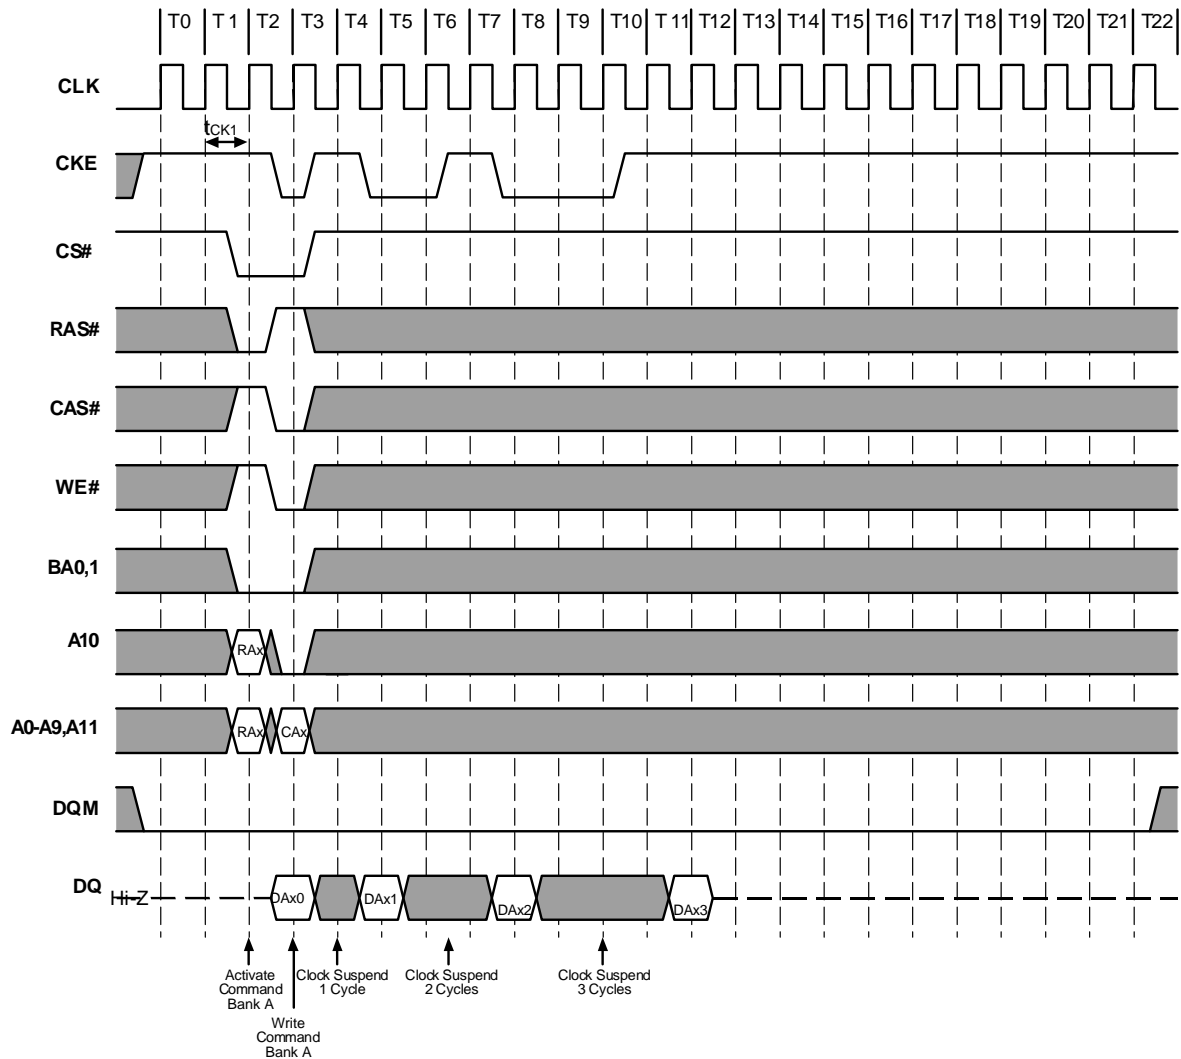 T0 T 1 T2 T3 T4 T5 T6 T7 T8 T9 T10 T 11 T12 T13 T14 T15 T16 T17 T18 T19 T20 T21 T22
CLK
tCK1
CKE
CS#
RAS#
CAS#
WE#
BA0,1
A10
RAx
A0-A9,A11
RAx CAx
DQM
DQ
Hi-Z
DAx0 DAx1 DAx2 DAx3
Activate
Command
Bank A
Write
Command
Bank A
Clock Suspend
1 Cycle
Clock Suspend
2 Cycles
Clock Suspend
3 Cycles